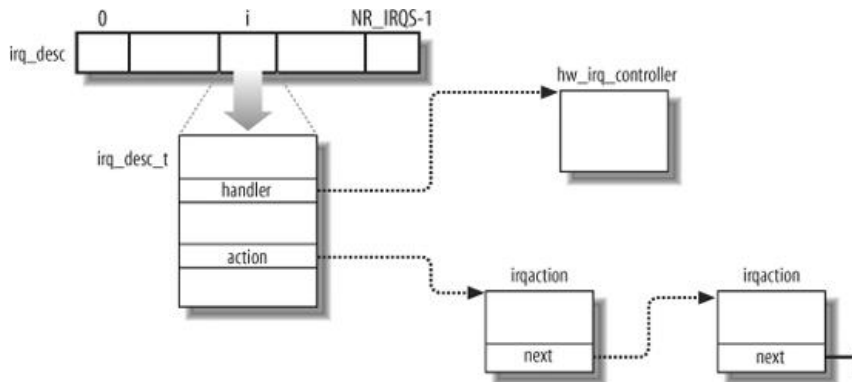 0 i NR_IRQS-1
irq_desc
hw_irq_controller
irq_desc_t
handler
action
irqaction irqaction
next next